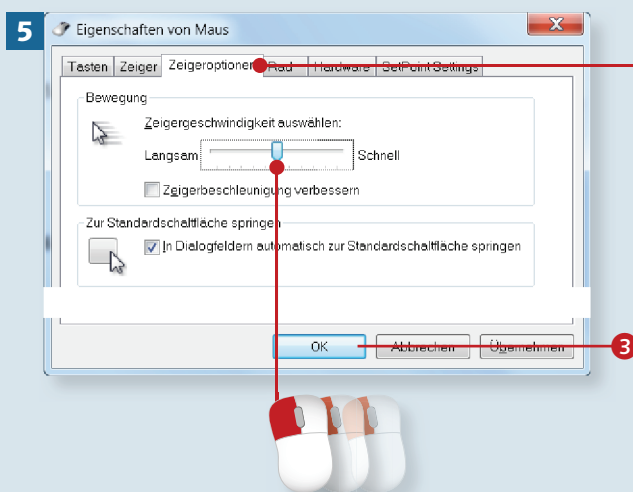 5
Eigenschaften von Maus
Tasten Zeiger Zeigeroptionen Rad Hardware SetPoint Settings
Bewegung
Zeigergeschwindigkeit auswählen:
Langsam Schnell
Zeigerbeschleunigung verbessern
Zur Standardschaltfläche springen
In Dialogfeldern automatisch zur Standardschaltfläche springen
OK Abbrechen Übernehmen
3